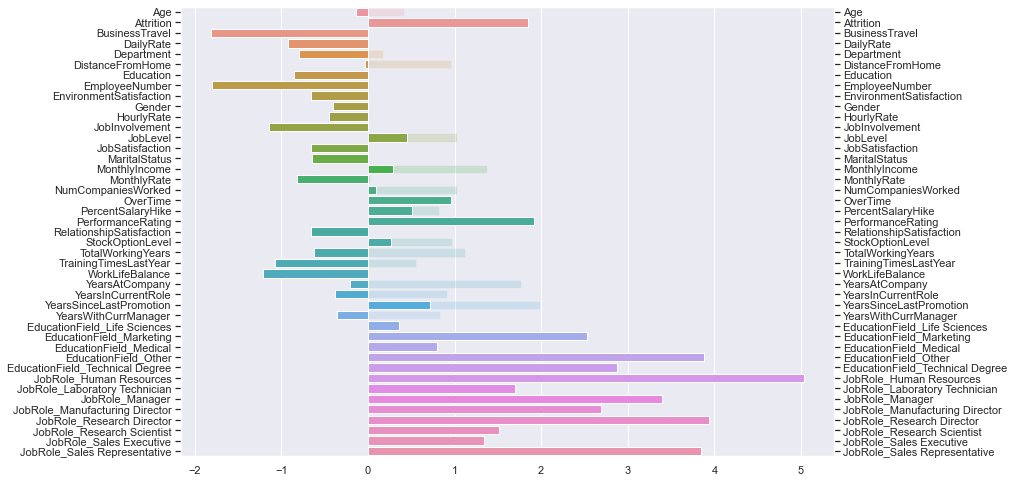 Age Age
Attrition Attrition
BusinessTravel BusinessTravel
DailyRate DailyRate
Department Department
DistanceFromHome DistanceFromHome
Education Education
EmployeeNumber EmployeeNumber
EnvironmentSatisfaction EnvironmentSatisfaction
Gender Gender
HourlyRate HourlyRate
JobInvolvement JobInvolvement
JobLevel JobLevel
JobSatisfaction JobSatisfaction
MaritalStatus MaritalStatus
MonthlyIncome MonthlyIncome
MonthlyRate MonthlyRate
NumCompaniesWorked NumCompaniesWorked
OverTime OverTime
PercentSalaryHike PercentSalaryHike
PerformanceRating PerformanceRating
RelationshipSatisfaction RelationshipSatisfaction
StockOptionLevel StockOptionLevel
TotalWorkingYears TotalWorkingYears
TrainingTimesLastYear TrainingTimesLastYear
WorkLifeBalance WorkLifeBalance
YearsAtCompany YearsAtCompany
YearsInCurrentRole YearsInCurrentRole
YearsSinceLastPromotion YearsSinceLastPromotion
YearsWithCurrManager YearsWithCurrManager
EducationField_Life Sciences EducationField_Life Sciences
EducationField_Marketing EducationField_Marketing
EducationField_Medical EducationField_Medical
EducationField_Other EducationField_Other
EducationField_Technical Degree EducationField_Technical Degree
JobRole_Human Resources JobRole_Human Resources
JobRole_Laboratory Technician JobRole_Laboratory Technician
JobRole_Manager JobRole_Manager
JobRole_Manufacturing Director JobRole_Manufacturing Director
JobRole_Research Director JobRole_Research Director
JobRole_Research Scientist JobRole_Research Scientist
JobRole_Sales Executive JobRole_Sales Executive
JobRole_Sales Representative JobRole_Sales Representative
−2 −1 0 1 2 3 4 5